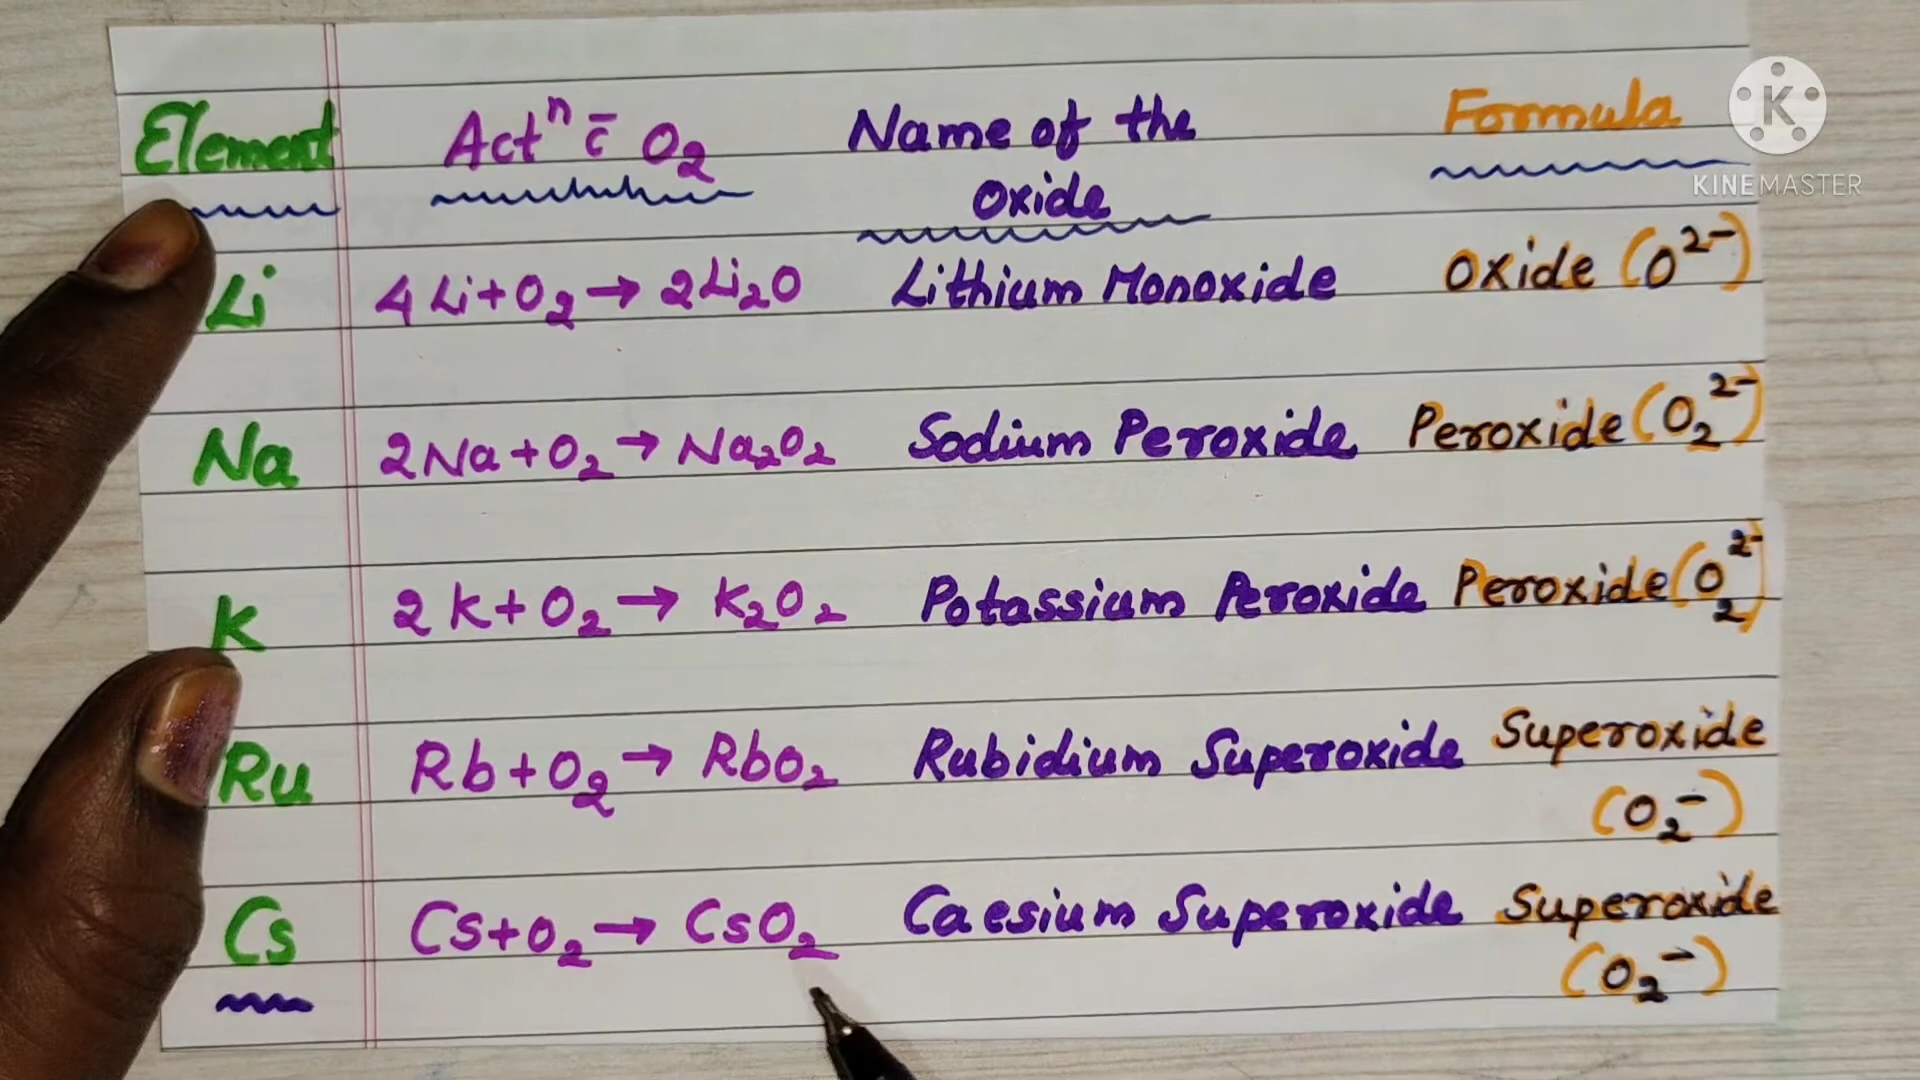 Element Actⁿ c̄ O₂ Name of the Formula
Oxide
KINEMASTER
Li 4Li+O₂→2Li₂O Lithium Monoxide Oxide (O²⁻)
Na 2Na+O₂→Na₂O₂ Sodium Peroxide Peroxide (O₂²⁻)
K 2K+O₂→K₂O₂ Potassium Peroxide Peroxide (O₂²⁻)
Ru Rb+O₂→RbO₂ Rubidium Superoxide Superoxide
(O₂⁻)
Cs Cs+O₂→CsO₂ Caesium Superoxide Superoxide
(O₂⁻)